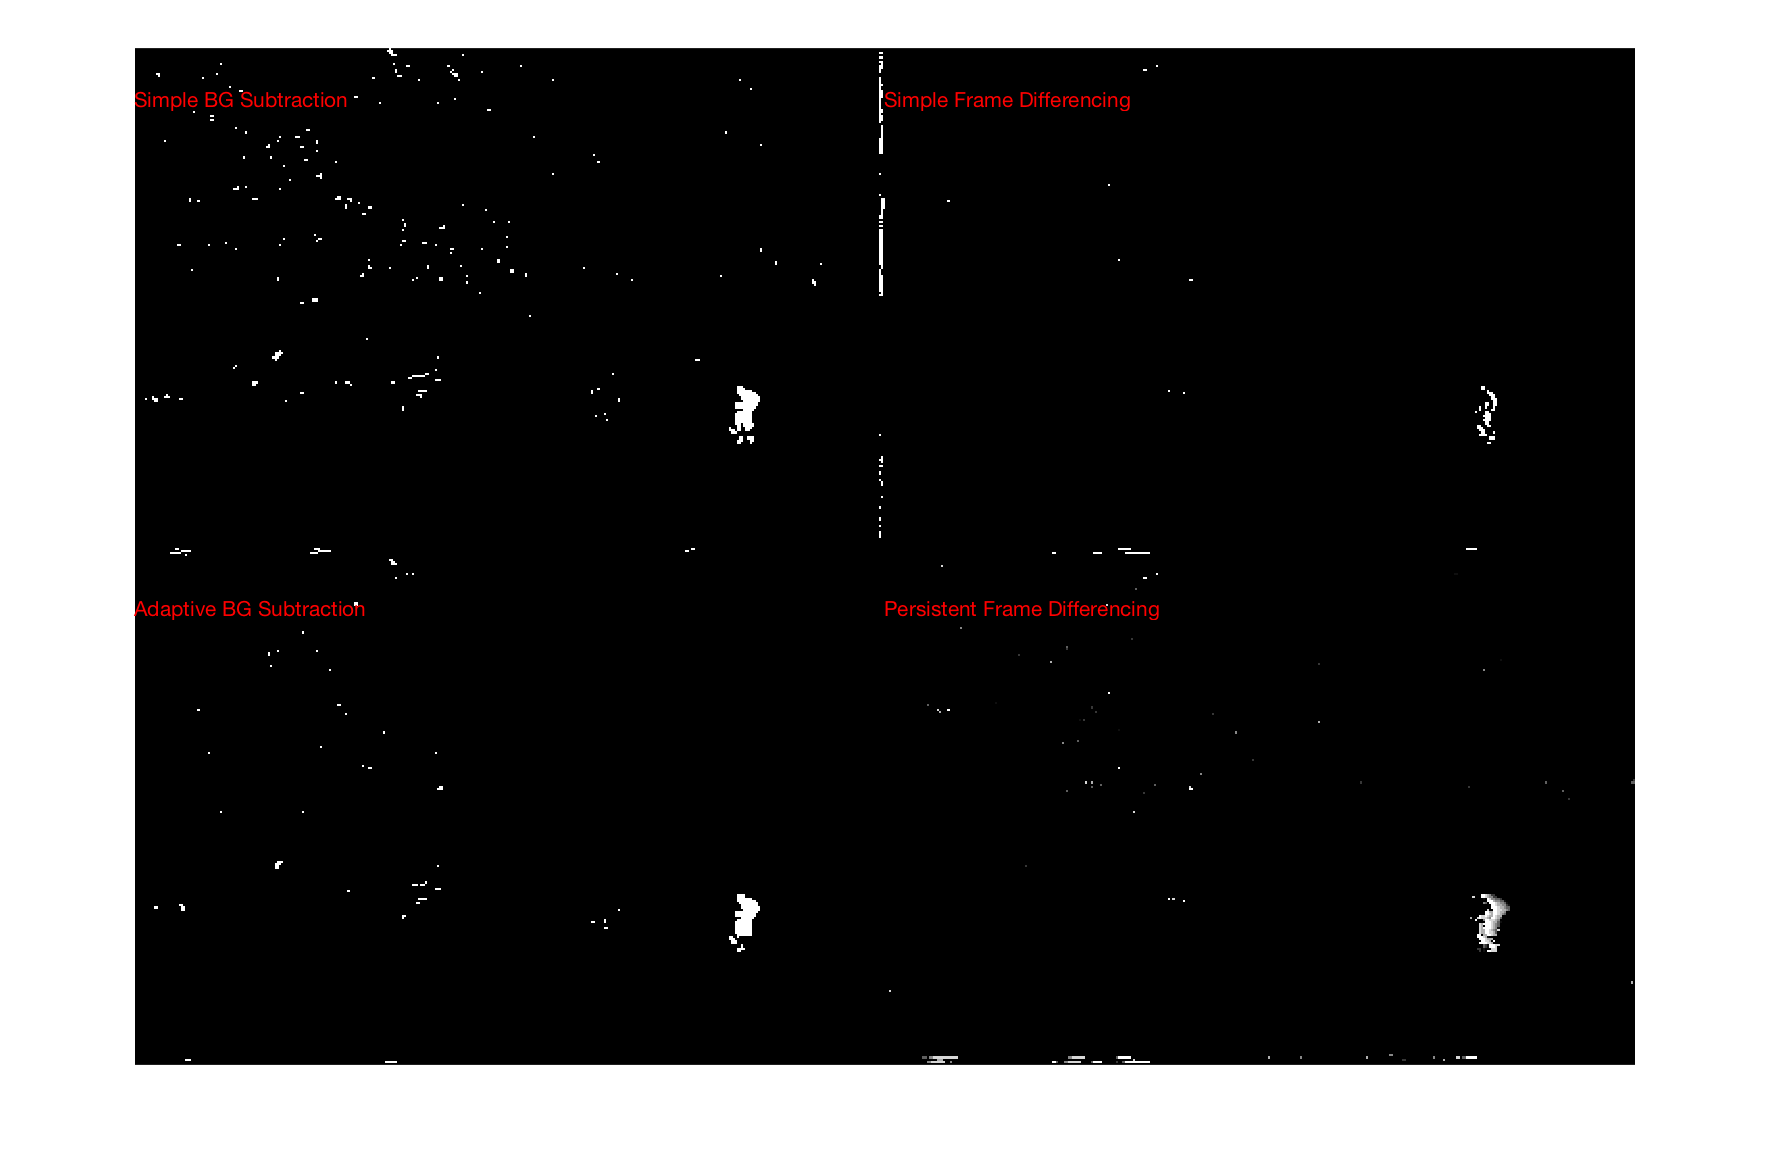 Simple BG Subtraction
Simple Frame Differencing
Adaptive BG Subtraction
Persistent Frame Differencing